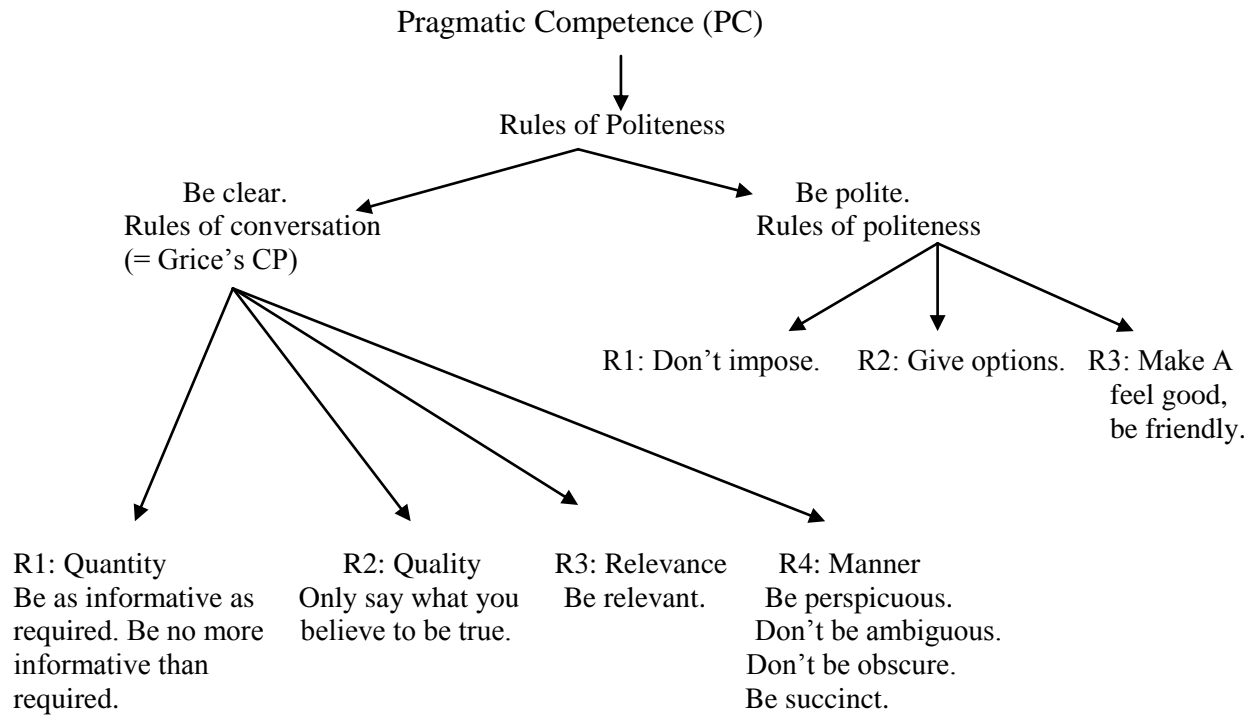 Pragmatic Competence (PC)
Rules of Politeness
Be clear.
Rules of conversation
(= Grice’s CP)
Be polite.
Rules of politeness
R1: Don’t impose.
R2: Give options.
R3: Make A
feel good,
be friendly.
R1: Quantity
Be as informative as
required. Be no more
informative than
required.
R2: Quality
Only say what you
believe to be true.
R3: Relevance
Be relevant.
R4: Manner
Be perspicuous.
Don’t be ambiguous.
Don’t be obscure.
Be succinct.